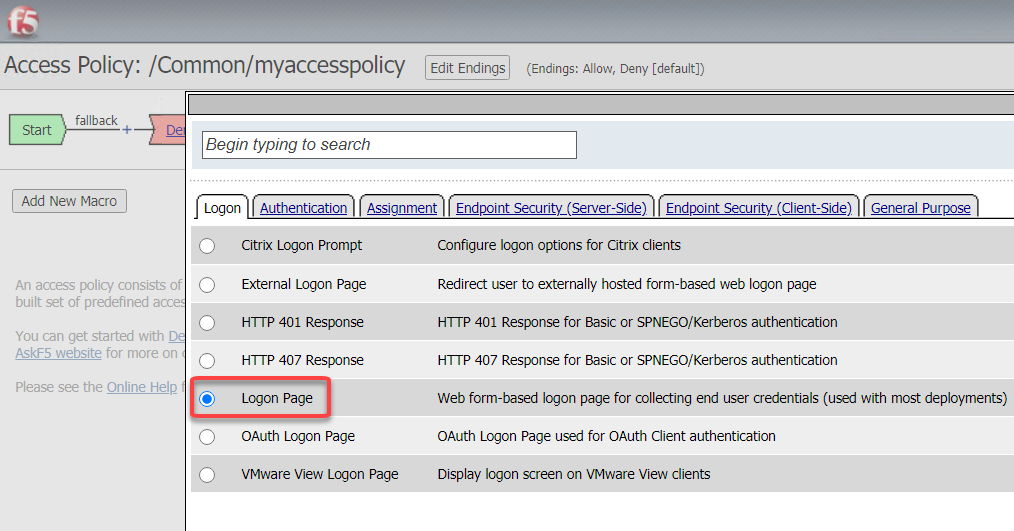 f5
Access Policy: /Common/myaccesspolicy Edit Endings (Endings: Allow, Deny [default])
Start fallback + De
Begin typing to search
Add New Macro
Logon Authentication Assignment Endpoint Security (Server-Side) Endpoint Security (Client-Side) General Purpose
Citrix Logon Prompt Configure logon options for Citrix clients
External Logon Page Redirect user to externally hosted form-based web logon page
HTTP 401 Response HTTP 401 Response for Basic or SPNEGO/Kerberos authentication
HTTP 407 Response HTTP 407 Response for Basic or SPNEGO/Kerberos authentication
Logon Page Web form-based logon page for collecting end user credentials (used with most deployments)
OAuth Logon Page OAuth Logon Page used for OAuth Client authentication
VMware View Logon Page Display logon screen on VMware View clients
An access policy consists of
built set of predefined acces
You can get started with De
AskF5 website for more on
Please see the Online Help